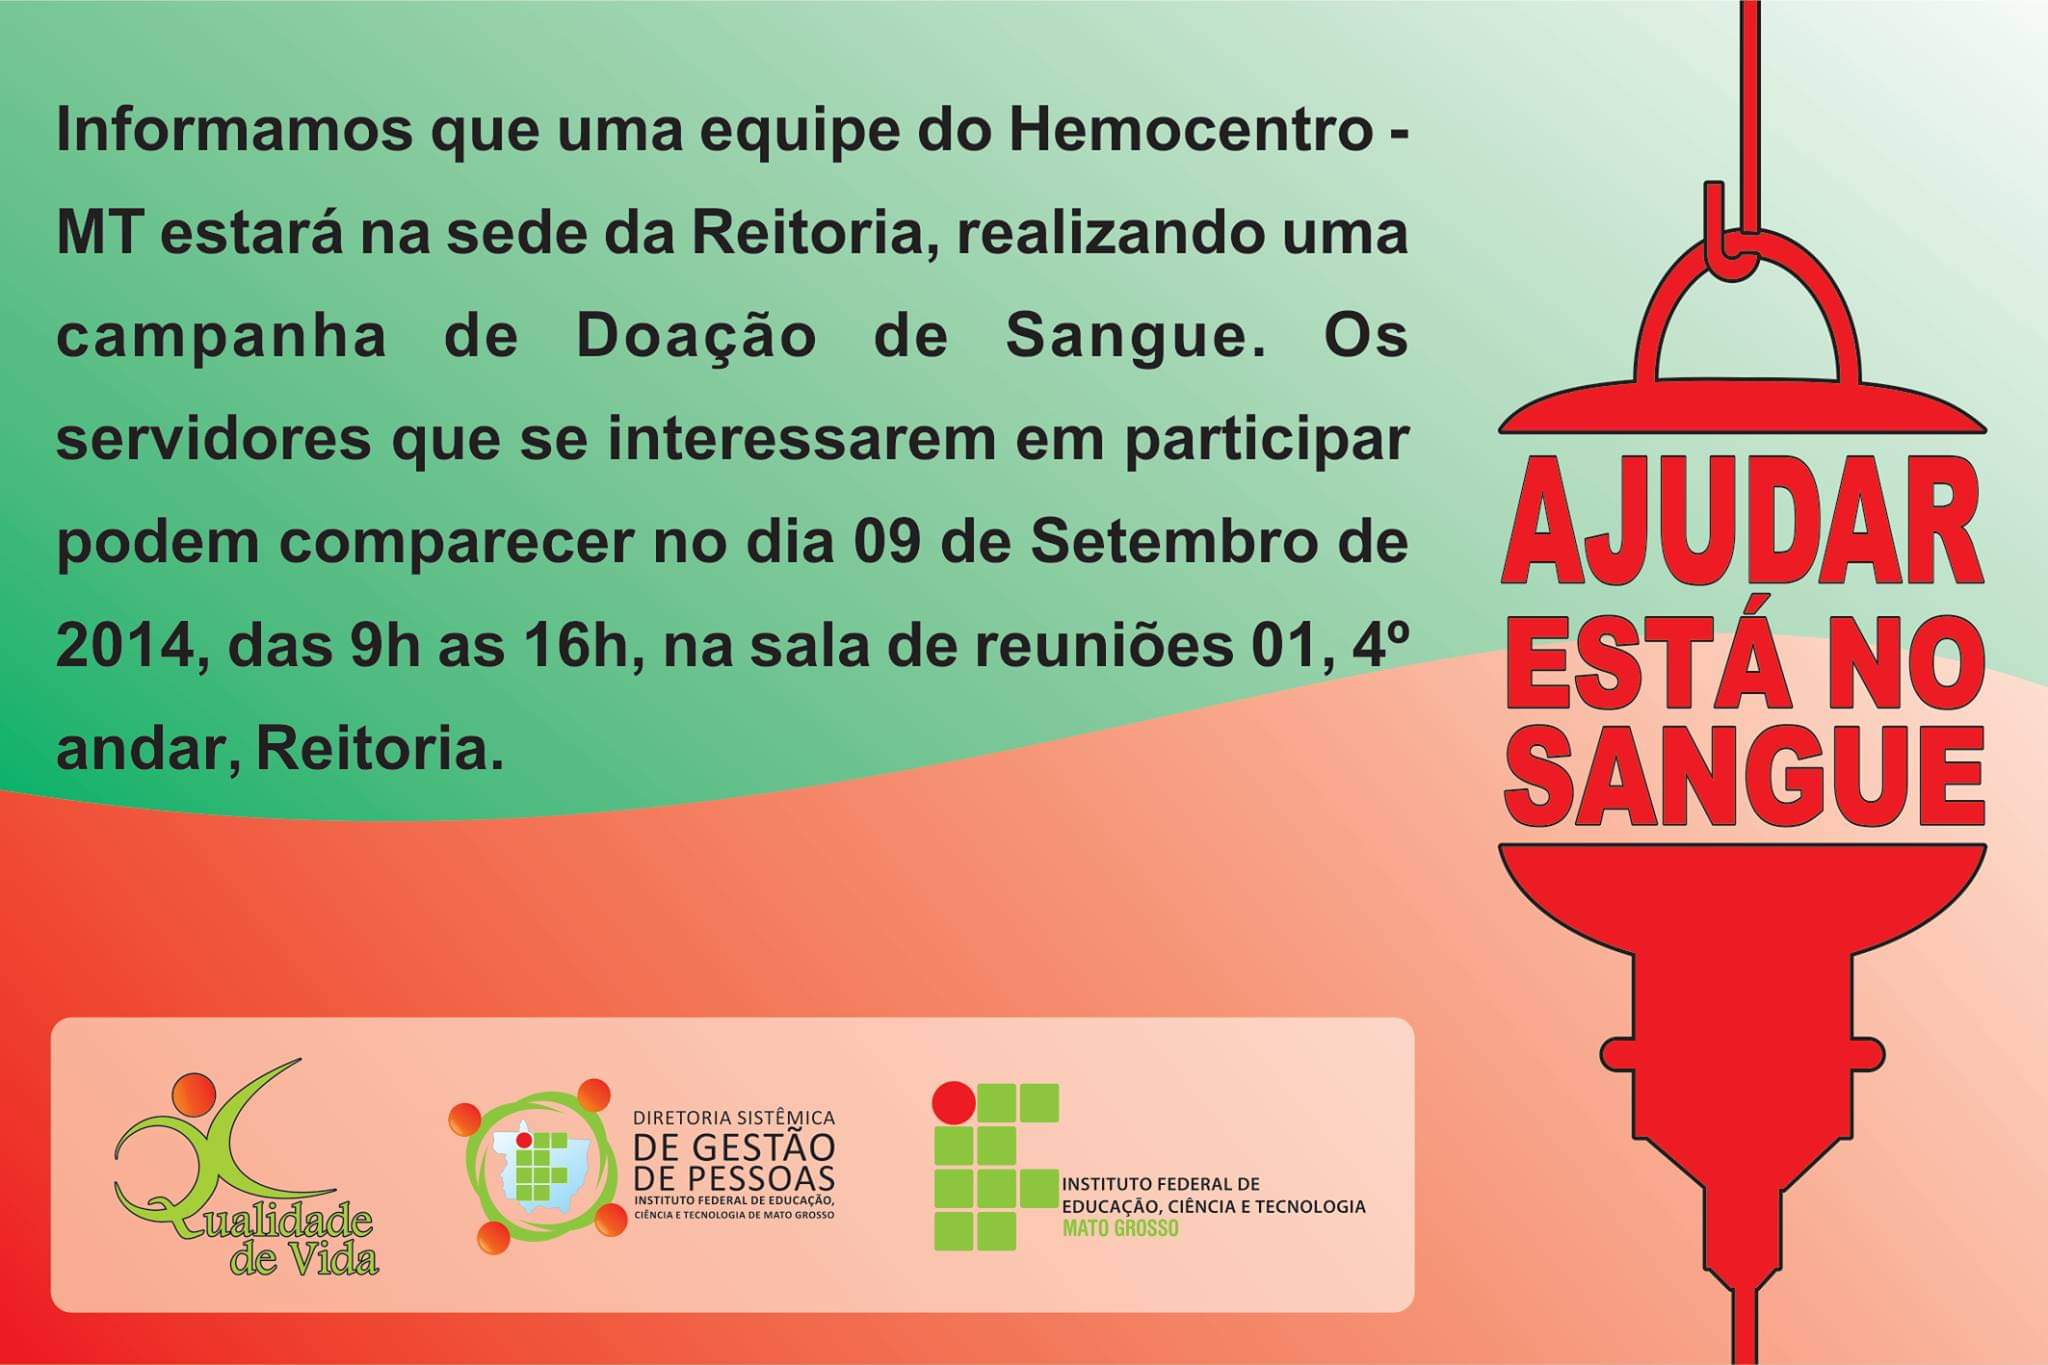 Informamos que uma equipe do Hemocentro -
MT estará na sede da Reitoria, realizando uma
campanha de Doação de Sangue. Os
servidores que se interessarem em participar
podem comparecer no dia 09 de Setembro de
2014, das 9h as 16h, na sala de reuniões 01, 4º
andar, Reitoria.
AJUDAR
ESTÁ NO
SANGUE
Qualidade
de Vida
DIRETORIA SISTÊMICA
DE GESTÃO
DE PESSOAS
INSTITUTO FEDERAL DE EDUCAÇÃO,
CIÊNCIA E TECNOLOGIA DE MATO GROSSO
INSTITUTO FEDERAL DE
EDUCAÇÃO, CIÊNCIA E TECNOLOGIA
MATO GROSSO